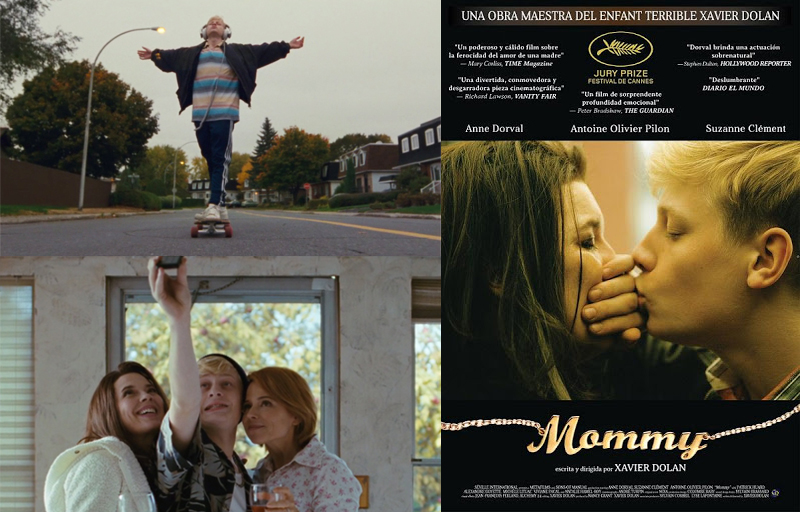 UNA OBRA MAESTRA DEL ENFANT TERRIBLE XAVIER DOLAN
"Un poderoso y cálido film sobre
la ferocidad del amor de una madre"
— Mary Corliss, TIME Magazine
"Una divertida, conmovedora y
desgarradora pieza cinematográfica"
— Richard Lawson, VANITY FAIR
JURY PRIZE
FESTIVAL DE CANNES
"Un film de sorprendente
profundidad emocional"
— Peter Bradshaw, THE GUARDIAN
"Dorval brinda una actuación
sobrenatural"
— Stephen Dalton, HOLLYWOOD REPORTER
"Deslumbrante"
DIARIO EL MUNDO
Anne Dorval
Antoine Olivier Pilon
Suzanne Clément
Mommy
escrita y dirigida por XAVIER DOLAN